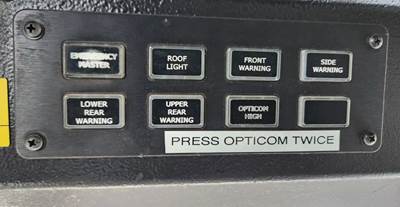 EMERGENCY
MASTER
ROOF
LIGHT
FRONT
WARNING
SIDE
WARNING
LOWER
REAR
WARNING
UPPER
REAR
WARNING
OPTICOM
HIGH
PRESS OPTICOM TWICE